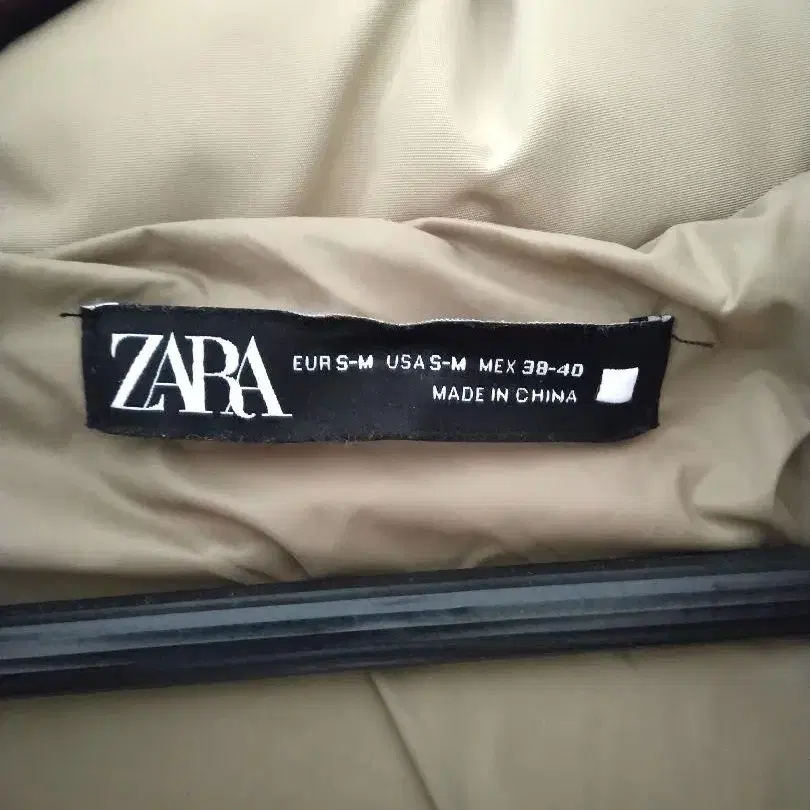 ZARA
EUR S-M USA S-M MEX 38-40
MADE IN CHINA